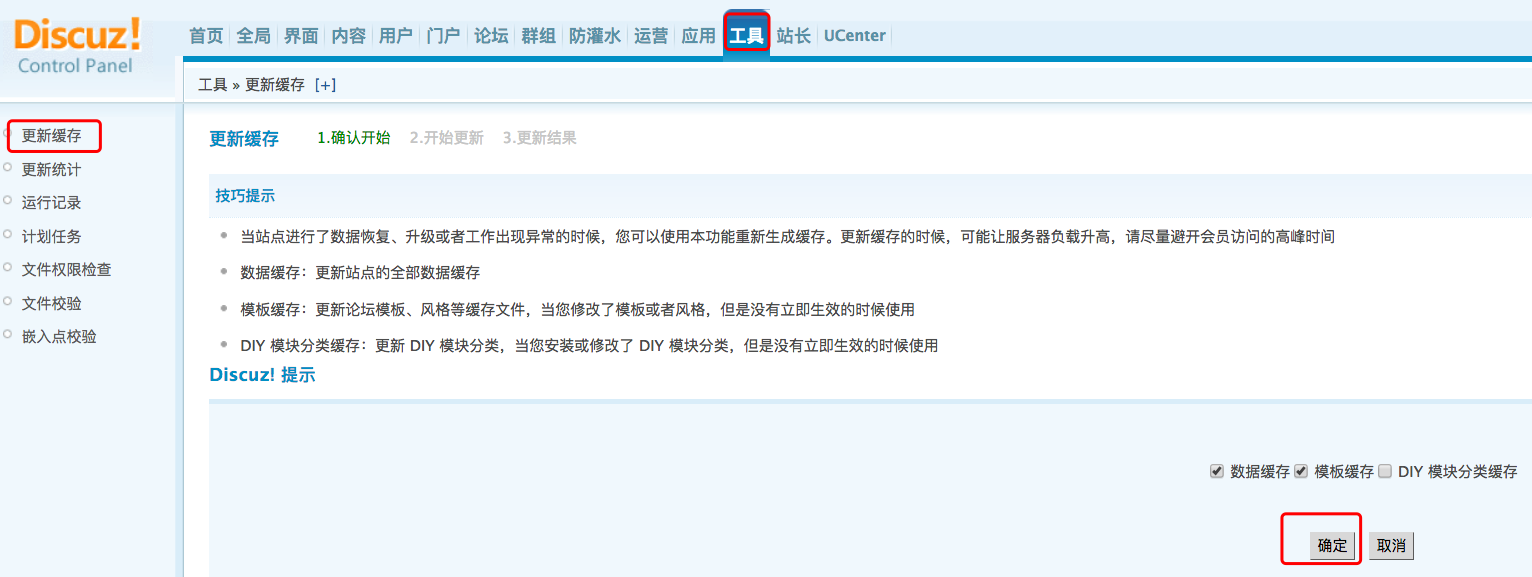 Discuz!
Control Panel
首页 全局 界面 内容 用户 门户 论坛 群组 防灌水 运营 应用 工具 站长 UCenter
工具 » 更新缓存 [+]
更新缓存
更新统计
运行记录
计划任务
文件权限检查
文件校验
嵌入点校验
更新缓存 1.确认开始 2.开始更新 3.更新结果
技巧提示
当站点进行了数据恢复、升级或者工作出现异常的时候，您可以使用本功能重新生成缓存。更新缓存的时候，可能让服务器负载升高，请尽量避开会员访问的高峰时间
数据缓存：更新站点的全部数据缓存
模板缓存：更新论坛模板、风格等缓存文件，当您修改了模板或者风格，但是没有立即生效的时候使用
DIY 模块分类缓存：更新 DIY 模块分类，当您安装或修改了 DIY 模块分类，但是没有立即生效的时候使用
Discuz! 提示
数据缓存 模板缓存 DIY 模块分类缓存
确定 取消